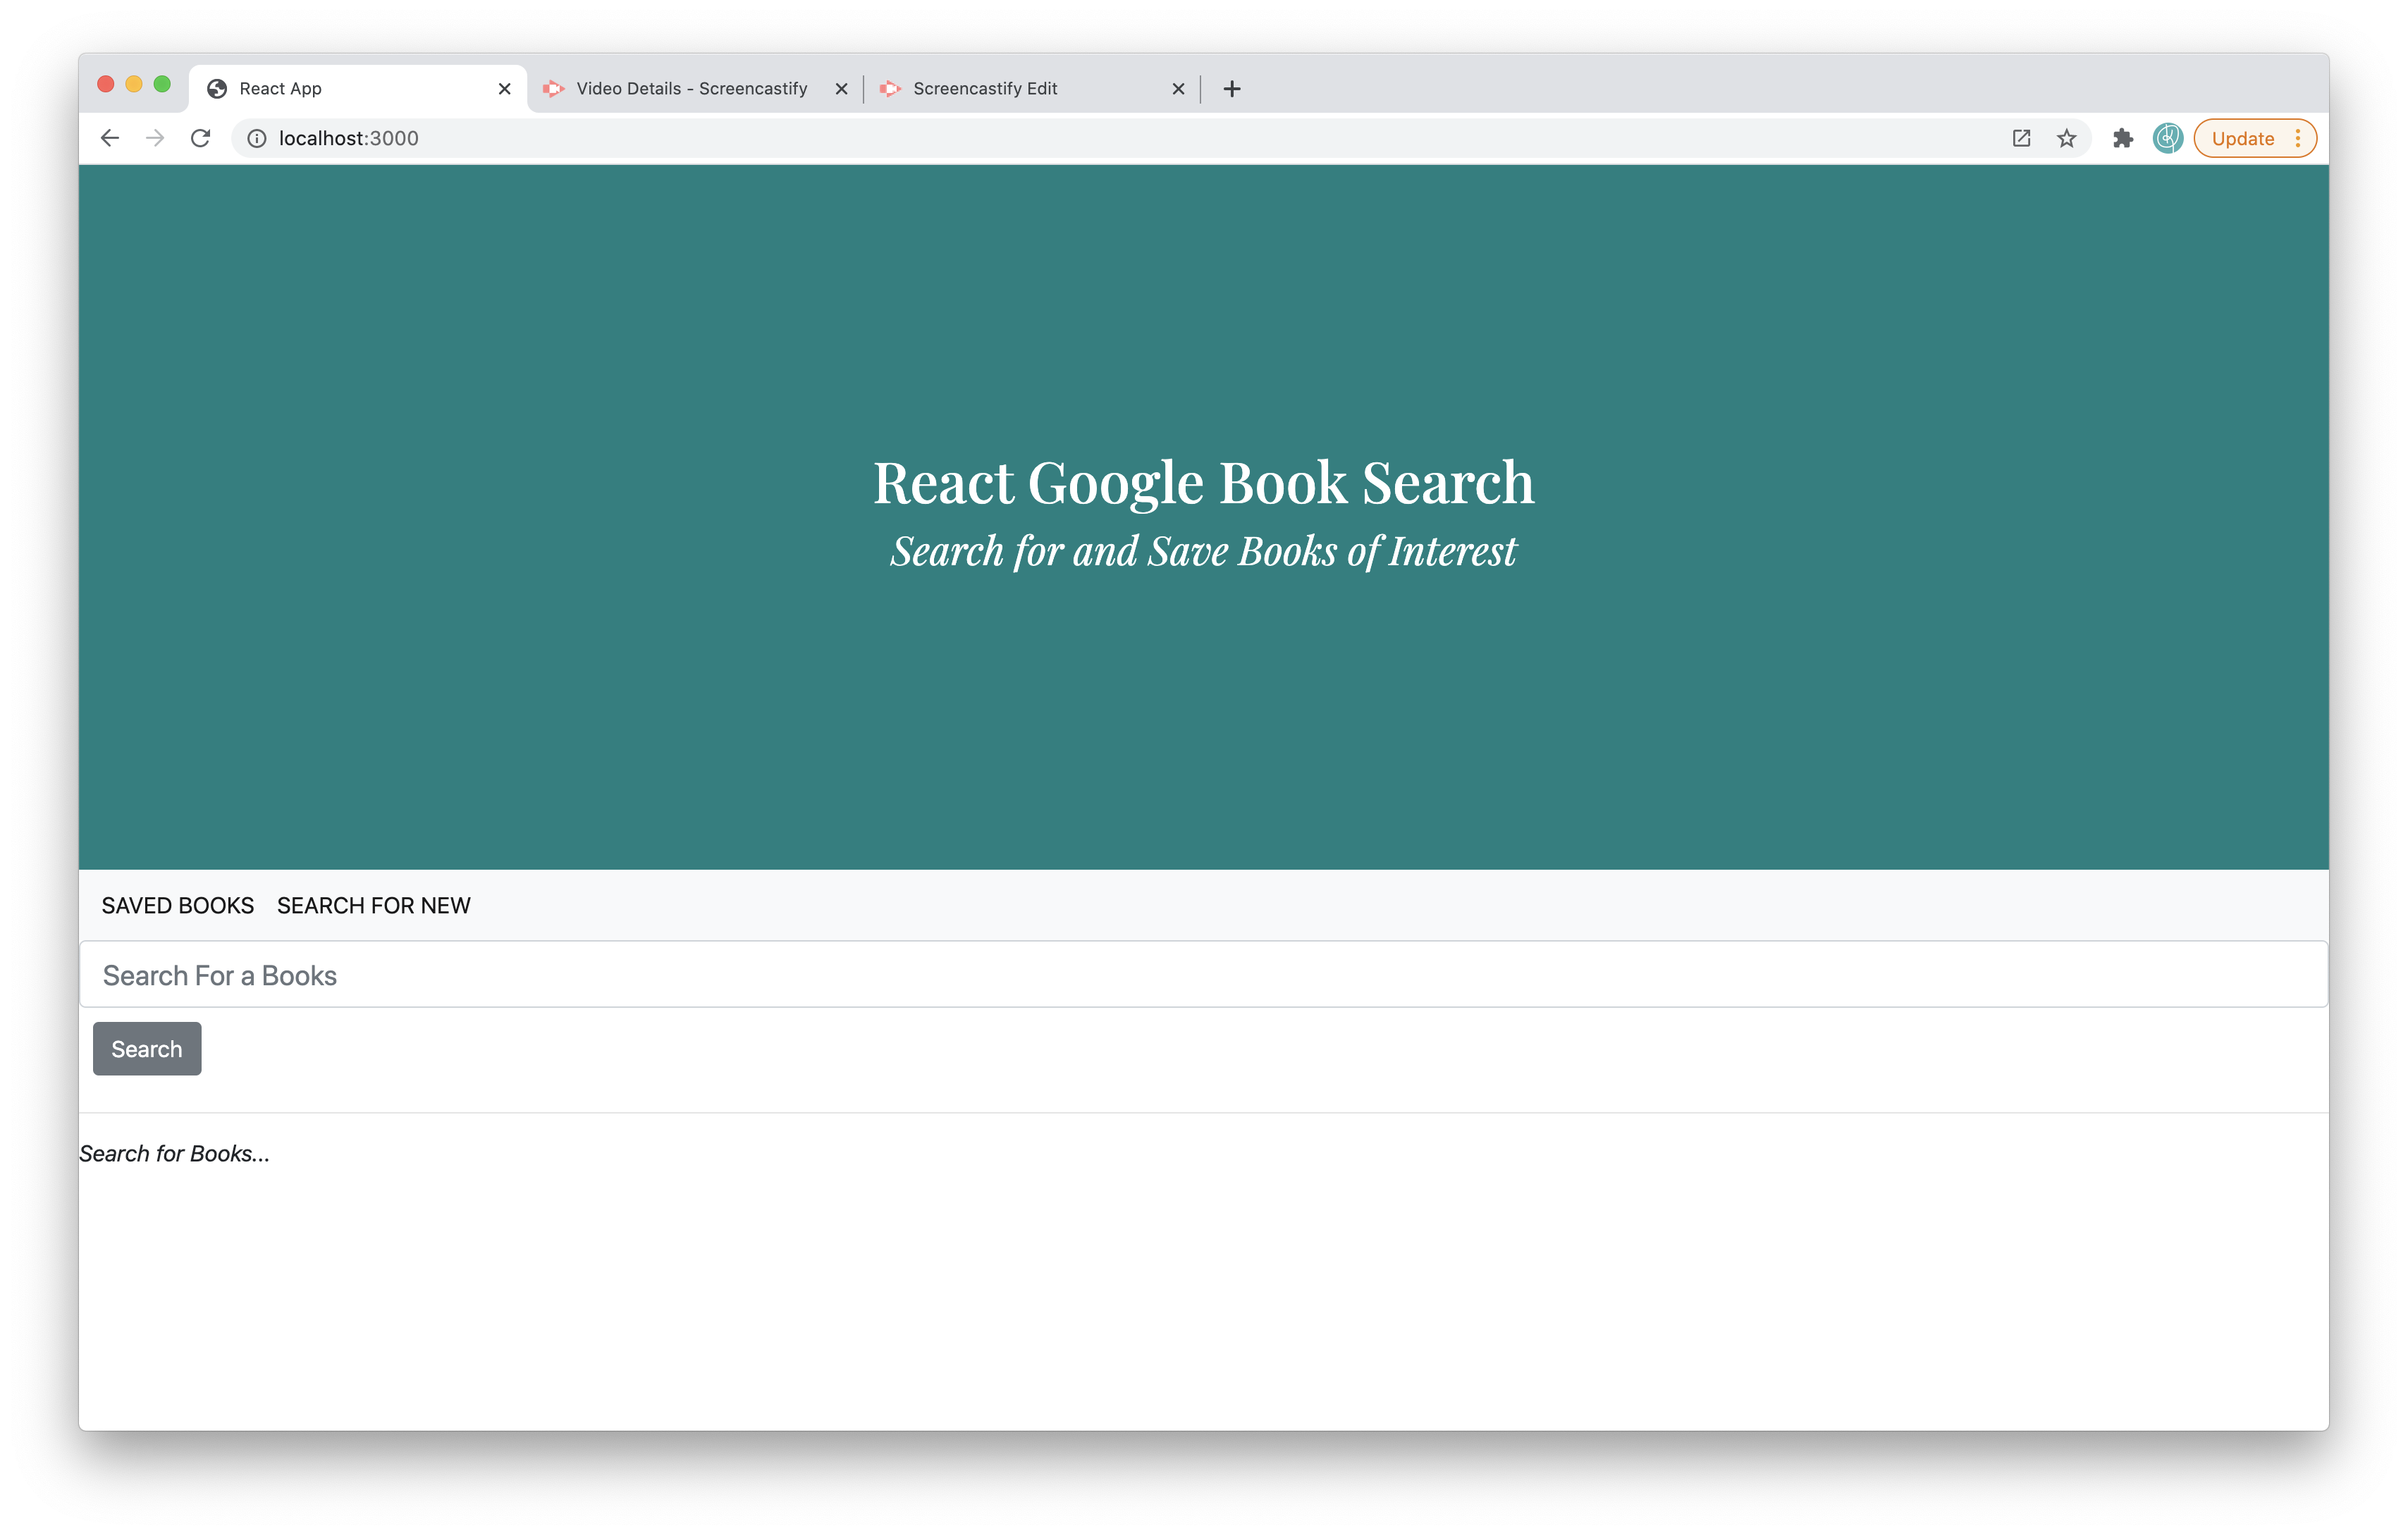 React App
Video Details - Screencastify
Screencastify Edit
localhost:3000
Update
React Google Book Search
Search for and Save Books of Interest
SAVED BOOKS SEARCH FOR NEW
Search For a Books
Search
Search for Books...